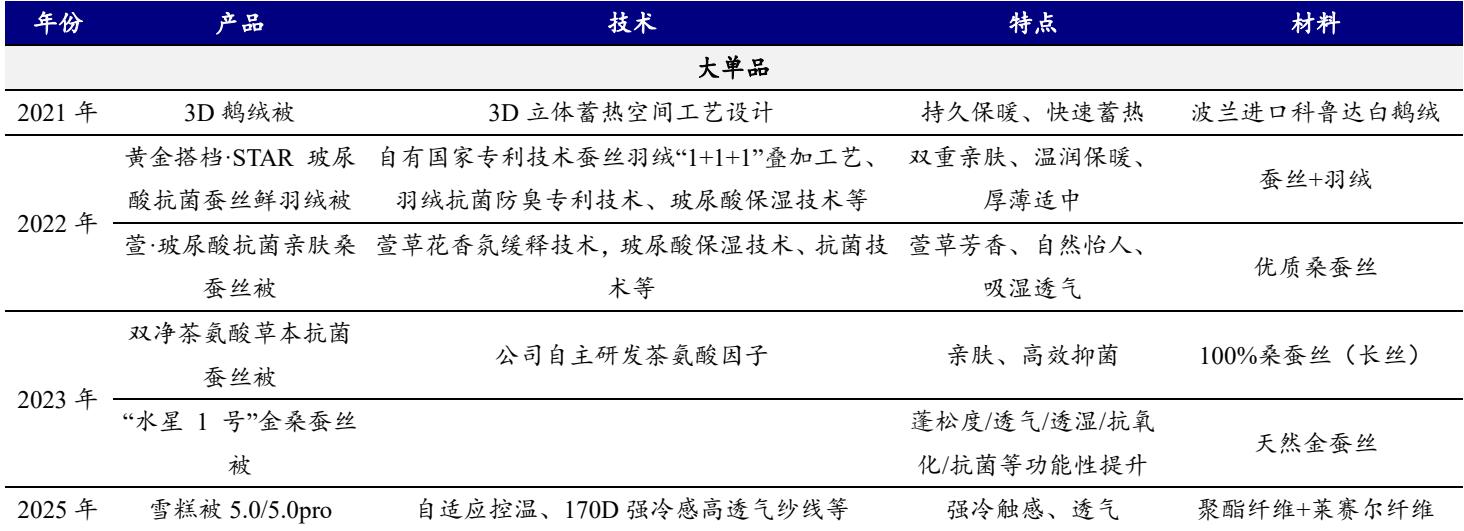 年份 产品 技术 特点 材料
大单品
2021 年 3D 鹅绒被 3D 立体蓄热空间工艺设计 持久保暖、快速蓄热 波兰进口科鲁达白鹅绒
黄金搭档·STAR 玻尿 自有国家专利技术蚕丝羽绒“1+1+1”叠加工艺、 双重亲肤、温润保暖、
酸抗菌蚕丝鲜羽绒被 羽绒抗菌防臭专利技术、玻尿酸保湿技术等 厚薄适中 蚕丝+羽绒
2022 年
萱·玻尿酸抗菌亲肤桑 萱草花香氛缓释技术，玻尿酸保湿技术、抗菌技 萱草芳香、自然怡人、
蚕丝被 术等 吸湿透气 优质桑蚕丝
双净茶氨酸草本抗菌
蚕丝被 公司自主研发茶氨酸因子 亲肤、高效抑菌 100%桑蚕丝（长丝）
2023 年
“水星 1 号”金桑蚕丝 蓬松度/透气/透湿/抗氧
被 化/抗菌等功能性提升 天然金蚕丝
2025 年 雪糕被 5.0/5.0pro 自适应控温、170D 强冷感高透气纱线等 强冷触感、透气 聚酯纤维+莱赛尔纤维